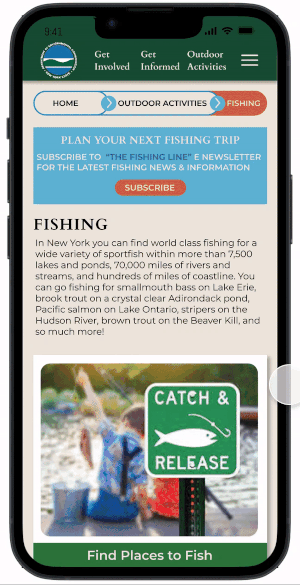 9:41
Get Involved
Get Informed
Outdoor Activities
HOME
OUTDOOR ACTIVITIES
FISHING
PLAN YOUR NEXT FISHING TRIP
SUBSCRIBE TO "THE FISHING LINE" E NEWSLETTER
FOR THE LATEST FISHING NEWS & INFORMATION
SUBSCRIBE
FISHING
In New York you can find world class fishing for a
wide variety of sportfish within more than 7,500
lakes and ponds, 70,000 miles of rivers and
streams, and hundreds of miles of coastline. You
can go fishing for smallmouth bass on Lake Erie,
brook trout on a crystal clear Adirondack pond,
Pacific salmon on Lake Ontario, stripers on the
Hudson River, brown trout on the Beaver Kill, and
so much more!
CATCH &
RELEASE
Find Places to Fish